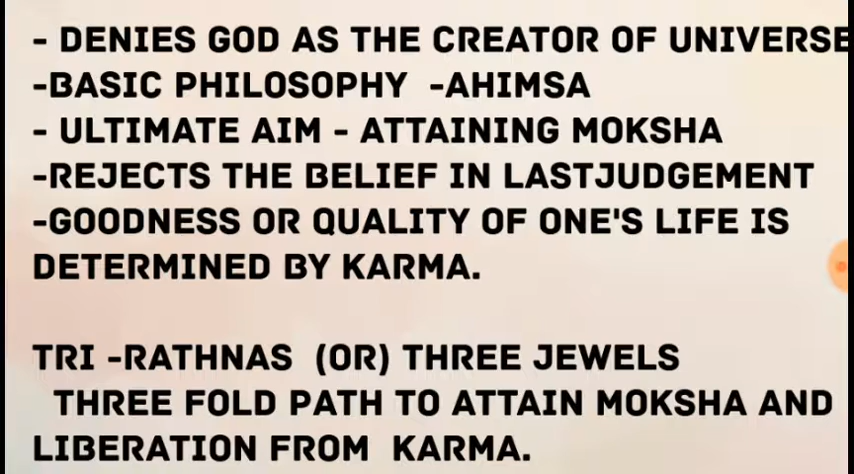 - DENIES GOD AS THE CREATOR OF UNIVERSE
-BASIC PHILOSOPHY -AHIMSA
- ULTIMATE AIM - ATTAINING MOKSHA
-REJECTS THE BELIEF IN LASTJUDGEMENT
-GOODNESS OR QUALITY OF ONE'S LIFE IS
DETERMINED BY KARMA.
TRI -RATHNAS (OR) THREE JEWELS
THREE FOLD PATH TO ATTAIN MOKSHA AND
LIBERATION FROM KARMA.